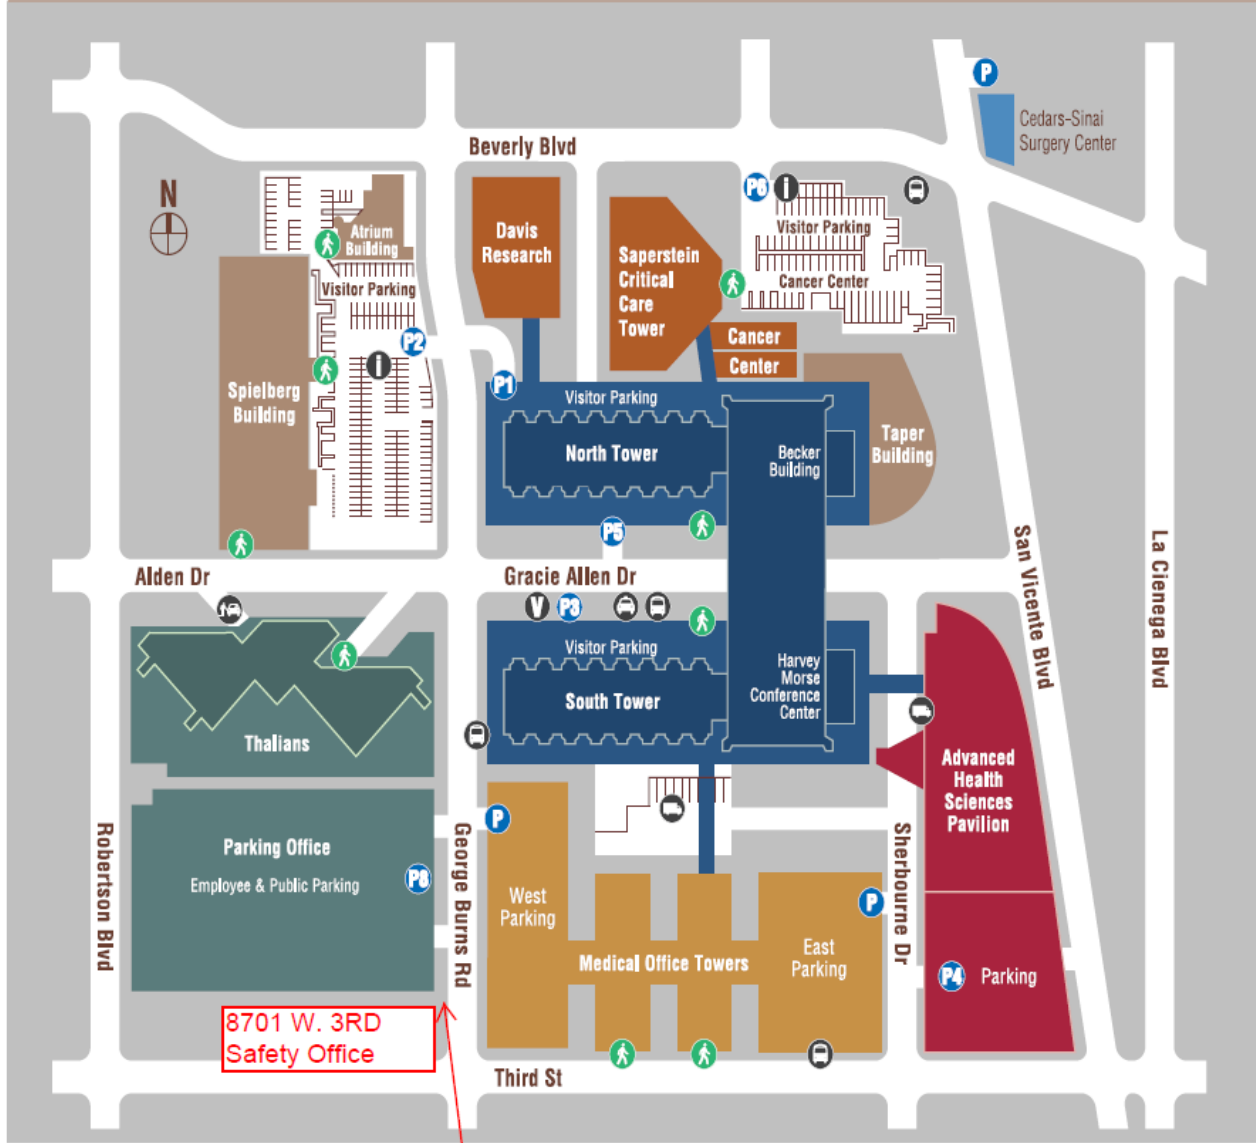 P
Cedars-Sinai
Surgery Center
Beverly Blvd
N
P6
i
Davis
Research
Saperstein
Critical
Care
Tower
Visitor Parking
Cancer Center
Atrium
Building
Visitor Parking
P2
i
Cancer
Center
P1
Visitor Parking
Spielberg
Building
North Tower
Becker
Building
Taper
Building
P5
San Vicente Blvd
La Cienega Blvd
Alden Dr
Gracie Allen Dr
V
P3
Visitor Parking
South Tower
Harvey
Morse
Conference
Center
Thalians
Advanced
Health
Sciences
Pavilion
Robertson Blvd
Parking Office
Employee & Public Parking
P8
George Burns Rd
P
West
Parking
Medical Office Towers
P
East
Parking
Sherbourne Dr
P4
Parking
8701 W. 3RD
Safety Office
Third St